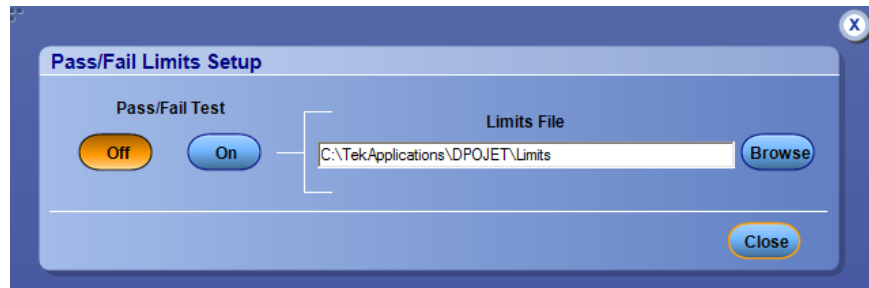 X
Pass/Fail Limits Setup
Pass/Fail Test
Limits File
Off
On
C:\TekApplications\DPOJET\Limits
Browse
Close